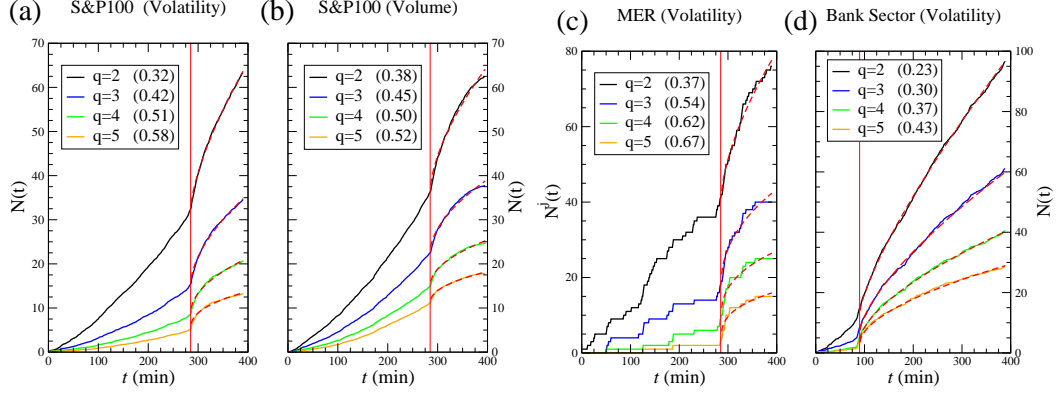 (a) S&P100 (Volatility)
(b) S&P100 (Volume)
(c) MER (Volatility)
(d) Bank Sector (Volatility)
70
60
50
40
30
20
10
0
N(t)
q=2 (0.32)
q=3 (0.42)
q=4 (0.51)
q=5 (0.58)
0 100 200 300 400
t (min)
q=2 (0.38)
q=3 (0.45)
q=4 (0.50)
q=5 (0.52)
70
60
50
40
30
20
10
0
N(t)
0 100 200 300 400
t (min)
80
60
40
20
0
N^j(t)
q=2 (0.37)
q=3 (0.54)
q=4 (0.62)
q=5 (0.67)
0 100 200 300 400
t (min)
q=2 (0.23)
q=3 (0.30)
q=4 (0.37)
q=5 (0.43)
100
80
60
40
20
0
N(t)
0 100 200 300 400
t (min)